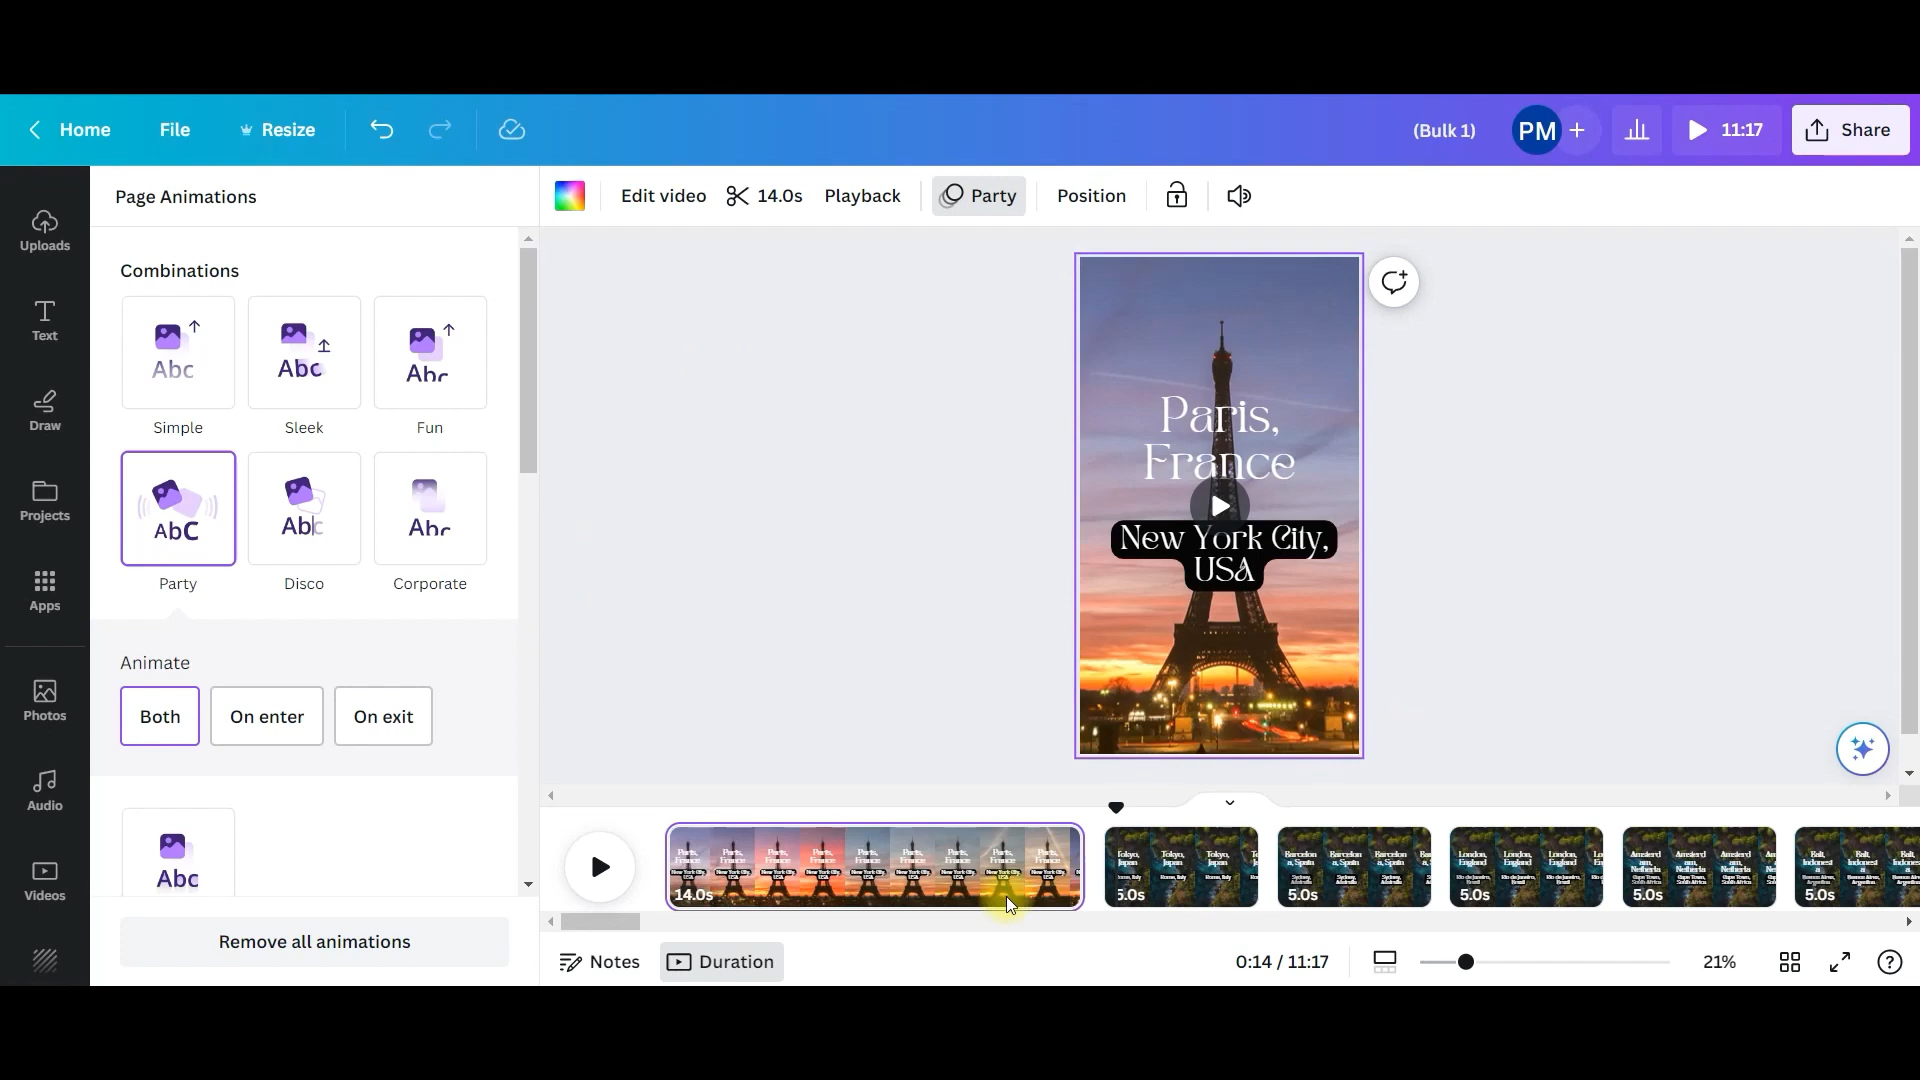 Home File Resize (Bulk 1) PM + 11:17 Share
Page Animations
Edit video 14.0s Playback Party Position
Uploads
Text
Draw
Projects
Apps
Photos
Audio
Videos
Combinations
Abc Abc Abc
Simple Sleek Fun
AbC Abc Abc
Party Disco Corporate
Animate
Both On enter On exit
Abc
Remove all animations
Paris,
France
New York City,
USA
14.0s 5.0s 5.0s 5.0s 5.0s 5.0s
Notes Duration 0:14 / 11:17 21% ?